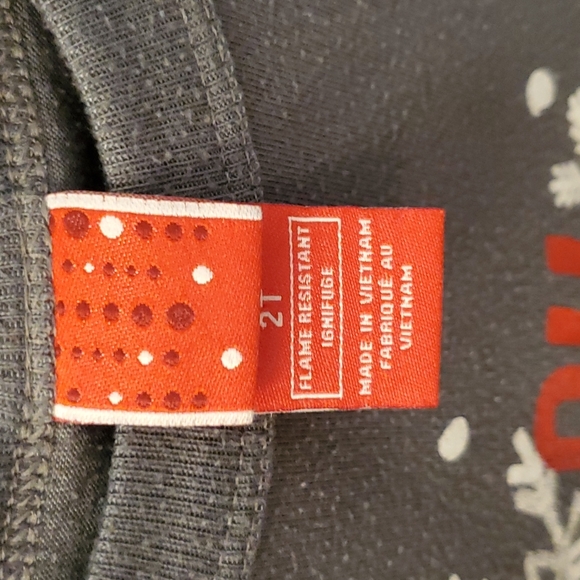 2T
FLAME RESISTANT
IGNIFUGE
MADE IN VIETNAM
FABRIQUÉ AU
VIETNAM